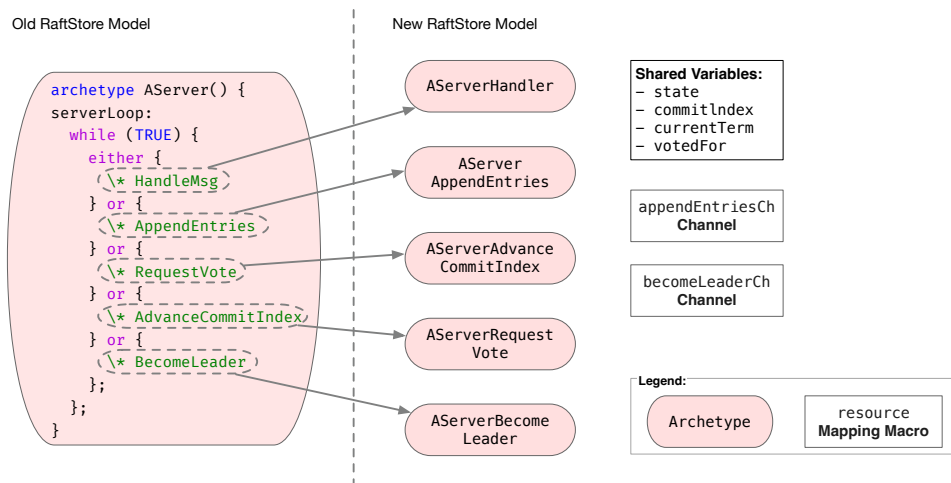 Old RaftStore Model
archetype AServer() {
serverLoop:
while (TRUE) {
either {
\* HandleMsg
} or {
\* AppendEntries
} or {
\* RequestVote
} or {
\* AdvanceCommitIndex
} or {
\* BecomeLeader
};
};
}
New RaftStore Model
AServerHandler
AServer
AppendEntries
AServerAdvance
CommitIndex
AServerRequest
Vote
AServerBecome
Leader
Shared Variables:
– state
– commitlndex
– currentTerm
– votedFor
appendEntriesCh
Channel
becomeLeaderCh
Channel
Legend:
Archetype
resource
Mapping Macro